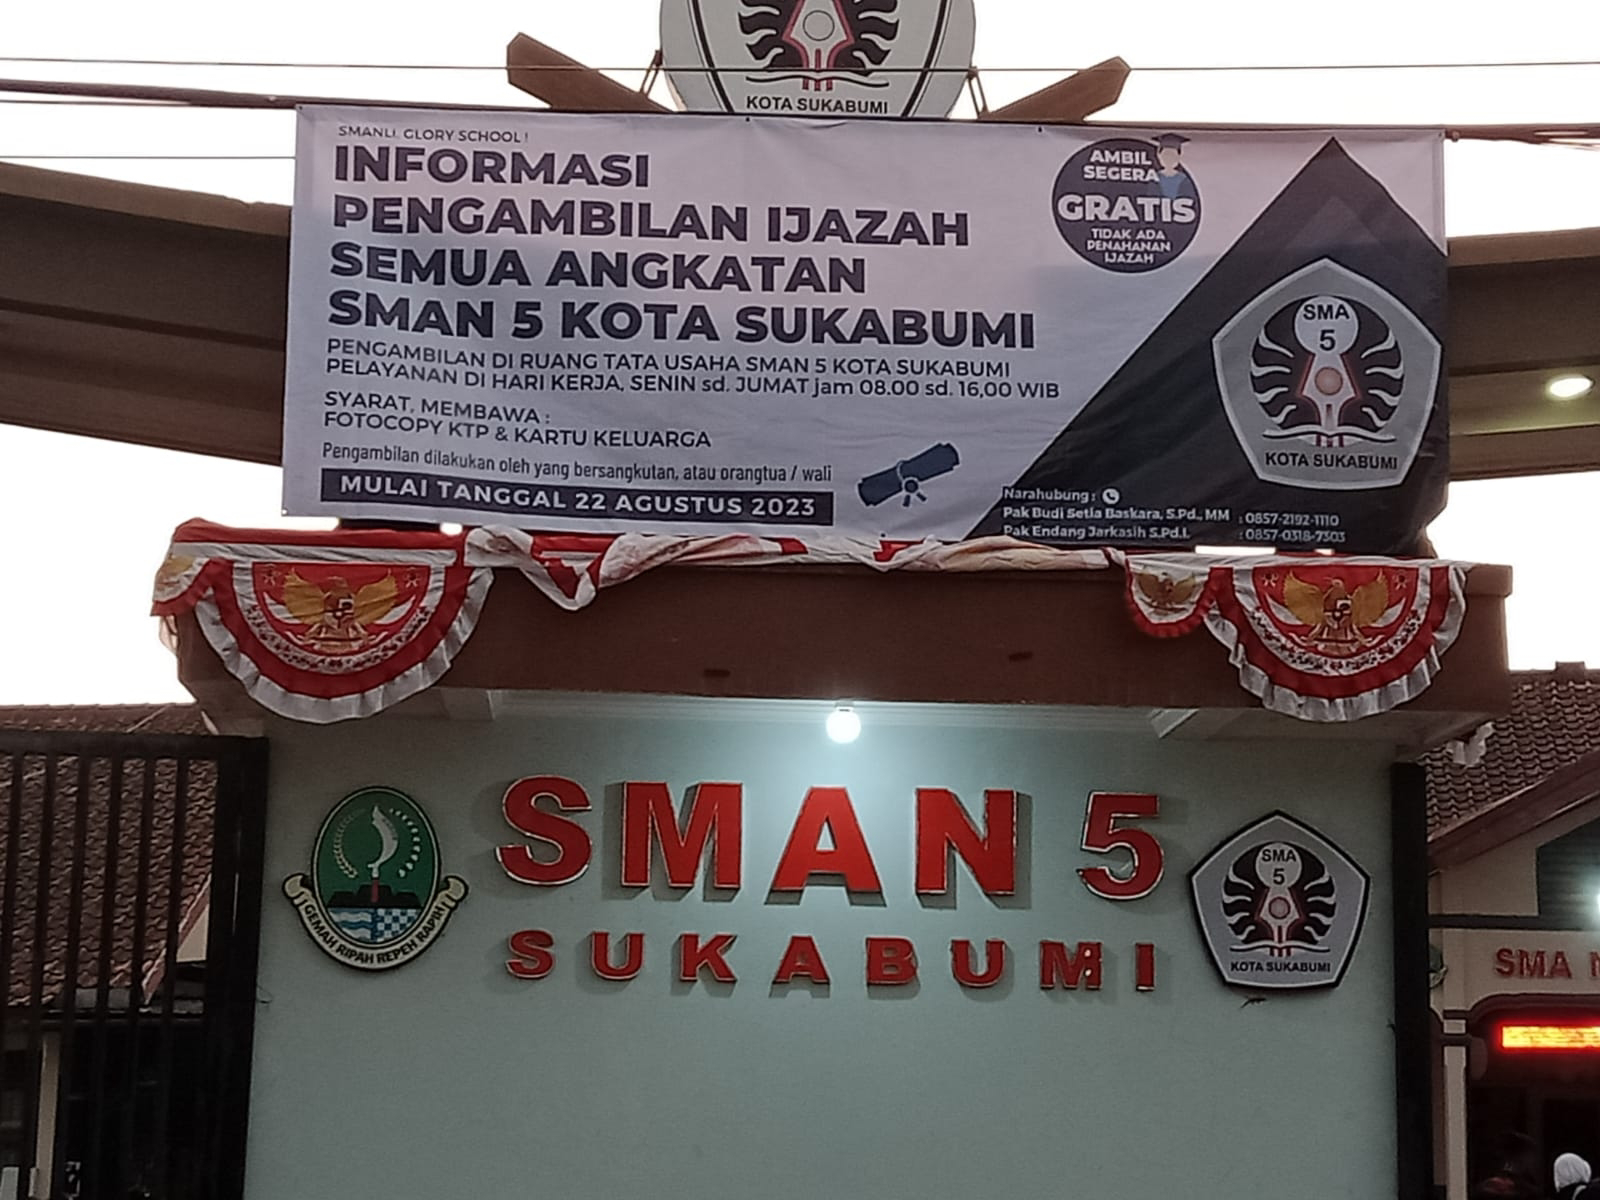 KOTA SUKABUMI
SMANLI, GLORY SCHOOL !
INFORMASI
PENGAMBILAN IJAZAH
SEMUA ANGKATAN
SMAN 5 KOTA SUKABUMI
PENGAMBILAN DI RUANG TATA USAHA SMAN 5 KOTA SUKABUMI
PELAYANAN DI HARI KERJA, SENIN sd. JUMAT jam 08.00 sd. 16,00 WIB
SYARAT, MEMBAWA :
FOTOCOPY KTP & KARTU KELUARGA
Pengambilan dilakukan oleh yang bersangkutan, atau orangtua / wali
MULAI TANGGAL 22 AGUSTUS 2023
AMBIL
SEGERA
GRATIS
TIDAK ADA
PENAHANAN
IJAZAH
SMA
5
KOTA SUKABUMI
Narahubung :
Pak Budi Setia Baskara, S.Pd., MM : 0857-2192-1110
Pak Endang Jarkasih S.Pd.I. : 0857-0318-7303
SMAN 5
SUKABUMI
GEMAH RIPAH REPEH RAPIH
SMA
5
KOTA SUKABUMI
SMA N